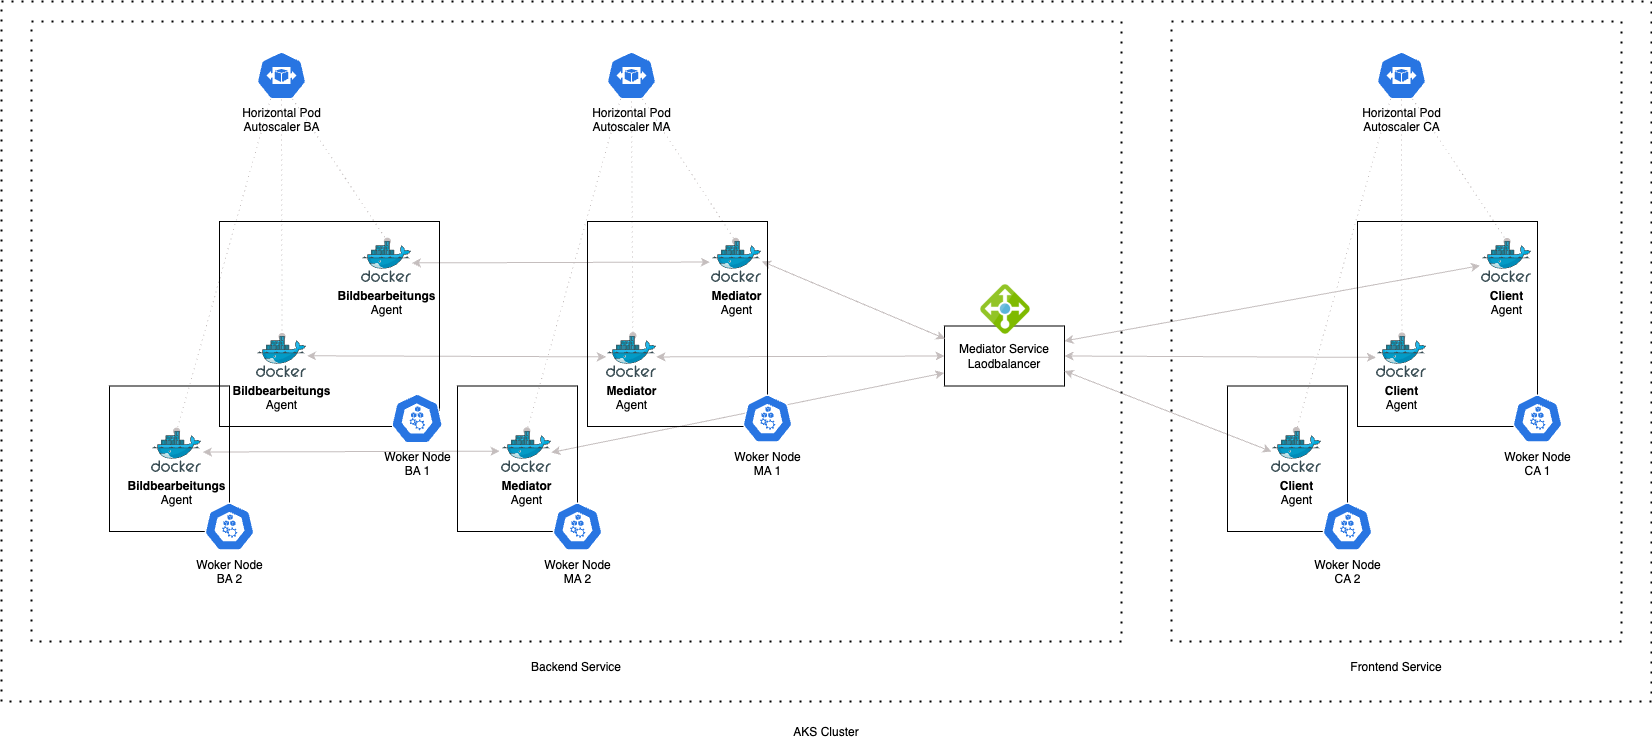 Horizontal Pod
Autoscaler BA
Horizontal Pod
Autoscaler MA
Horizontal Pod
Autoscaler CA
docker
Bildbearbeitungs
Agent
docker
Mediator
Agent
docker
Client
Agent
docker
Bildbearbeitungs
Agent
docker
Mediator
Agent
Mediator Service
Laodbalancer
docker
Client
Agent
docker
Bildbearbeitungs
Agent
Woker Node
BA 1
docker
Mediator
Agent
Woker Node
MA 1
docker
Client
Agent
Woker Node
CA 1
Woker Node
BA 2
Woker Node
MA 2
Woker Node
CA 2
Backend Service
Frontend Service
AKS Cluster